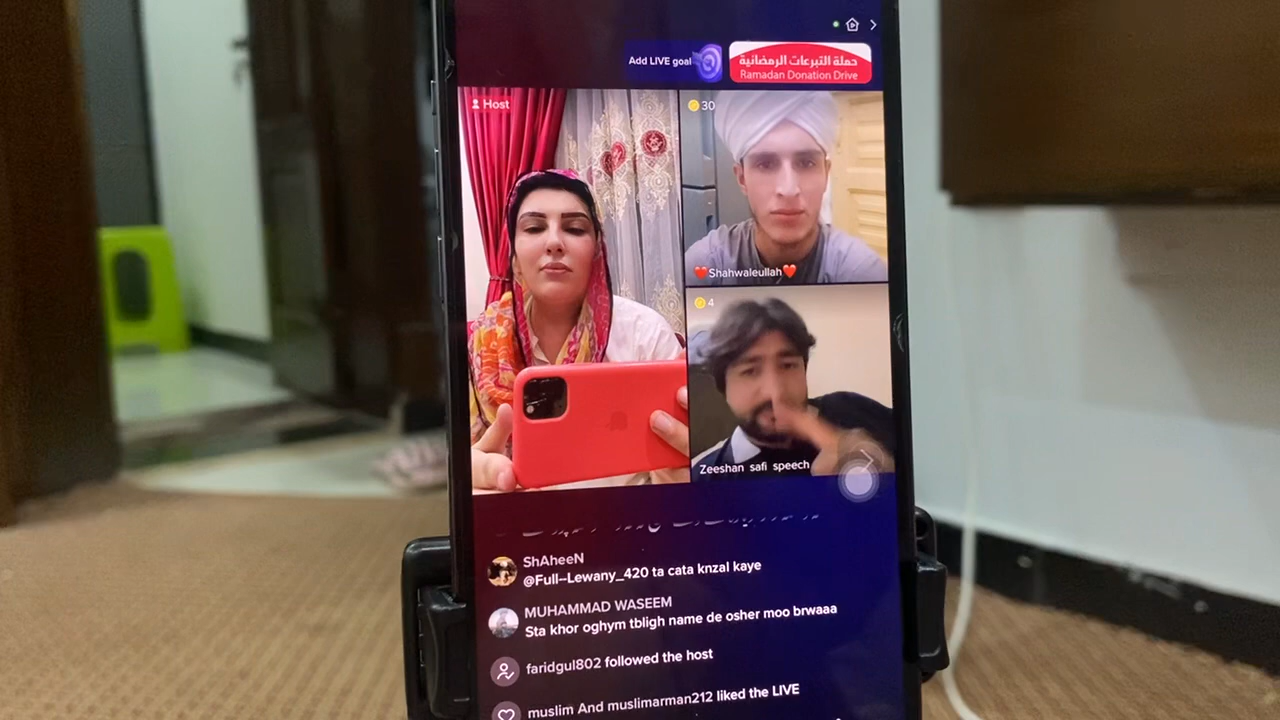 Add LIVE goal
حملة التبرعات الرمضانية
Ramadan Donation Drive
Host
30
❤️Shahwaleullah❤️
4
Zeeshan safi speech
ShAheeN
@Full--Lewany_420 ta cata knzal kaye
MUHAMMAD WASEEM
Sta khor oghym tbligh name de osher moo brwaaa
faridgul802 followed the host
muslim And muslimarman212 liked the LIVE